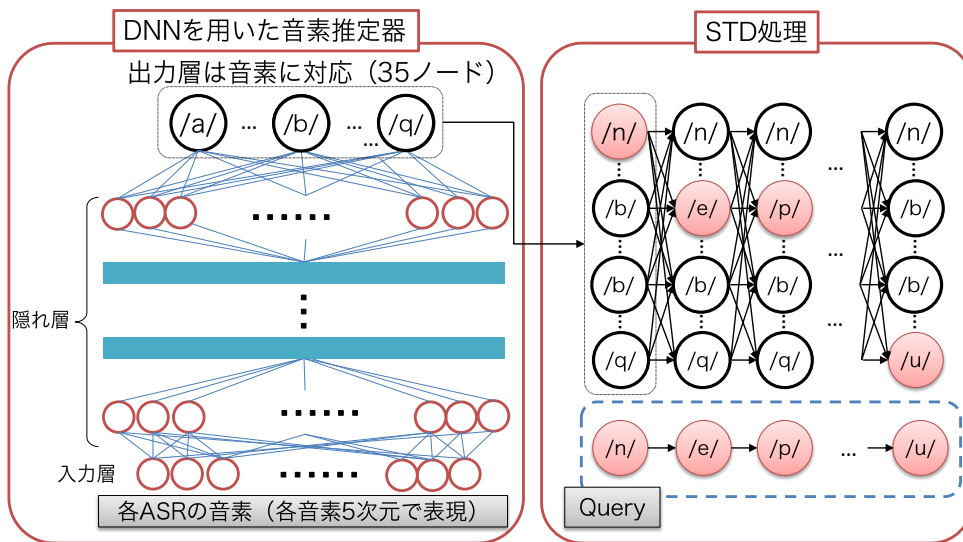 DNNを用いた音素推定器
出力層は音素に対応（35ノード）
/a/ ... /b/ ... ... /q/
隠れ層
入力層
各ASRの音素（各音素5次元で表現）
STD処理
/n/ /n/ /n/ /n/
...
/b/ /e/ /p/ /b/
...
/b/ /b/ /b/ /b/
...
/q/ /q/ /q/ /u/
/n/ /e/ /p/ ... /u/
Query